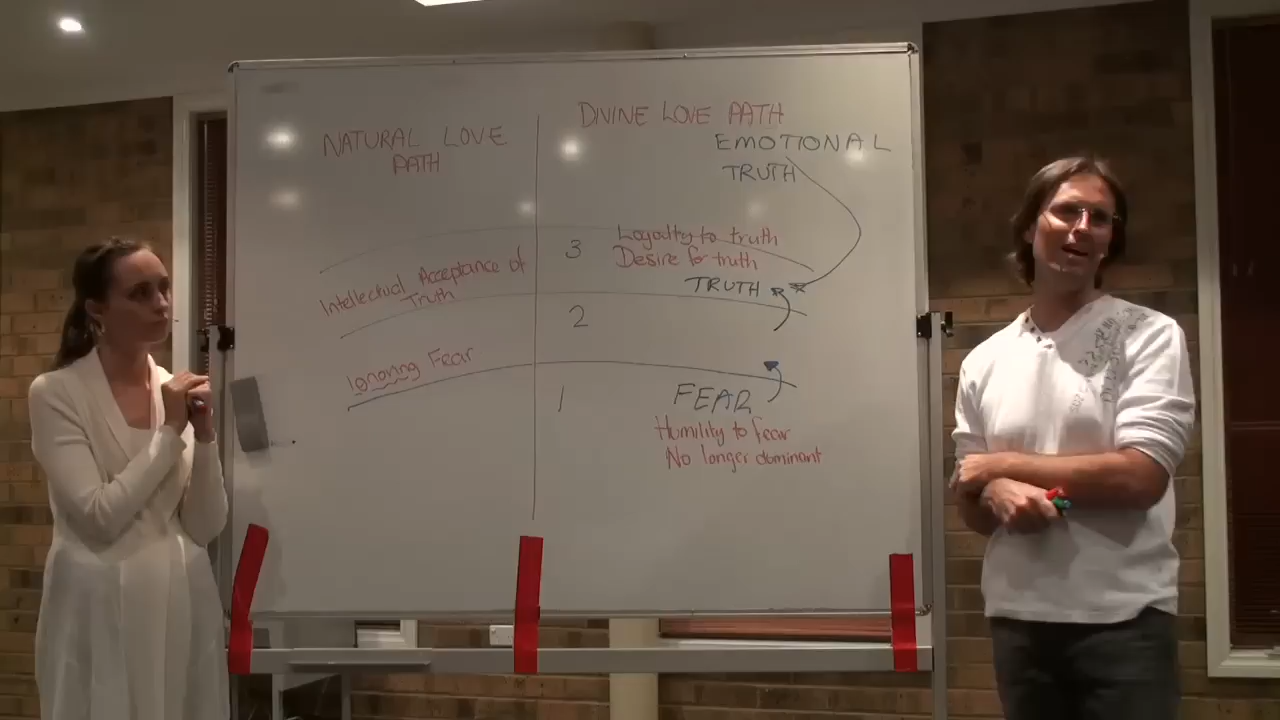 NATURAL LOVE
PATH
Intellectual Acceptance of
Truth
Ignoring Fear
DIVINE LOVE PATH
EMOTIONAL
TRUTH
3
Loyalty to truth
Desire for truth
TRUTH
2
1
FEAR
Humility to fear
No longer dominant